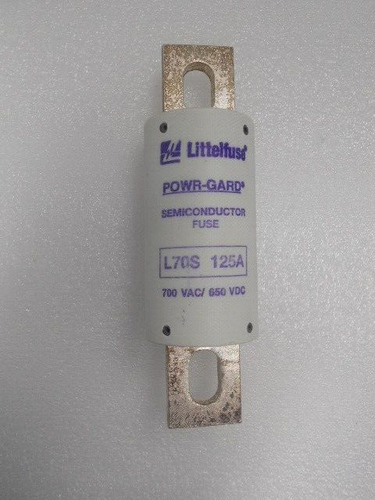 Littelfuse®
POWR-GARD®
SEMICONDUCTOR
FUSE
L70S 125A
700 VAC/ 650 VDC